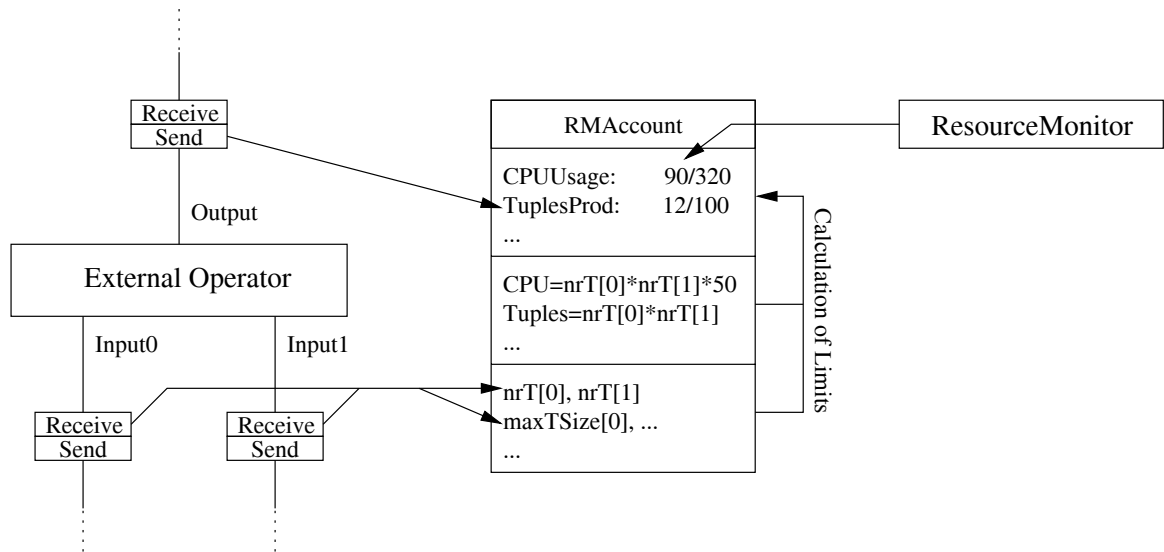 Receive
Send
Output
External Operator
Input0
Input1
Receive
Send
Receive
Send
RMAccount
CPUUsage: 90/320
TuplesProd: 12/100
...
CPU=nrT[0]*nrT[1]*50
Tuples=nrT[0]*nrT[1]
...
nrT[0], nrT[1]
maxTSize[0], ...
...
ResourceMonitor
Calculation of Limits